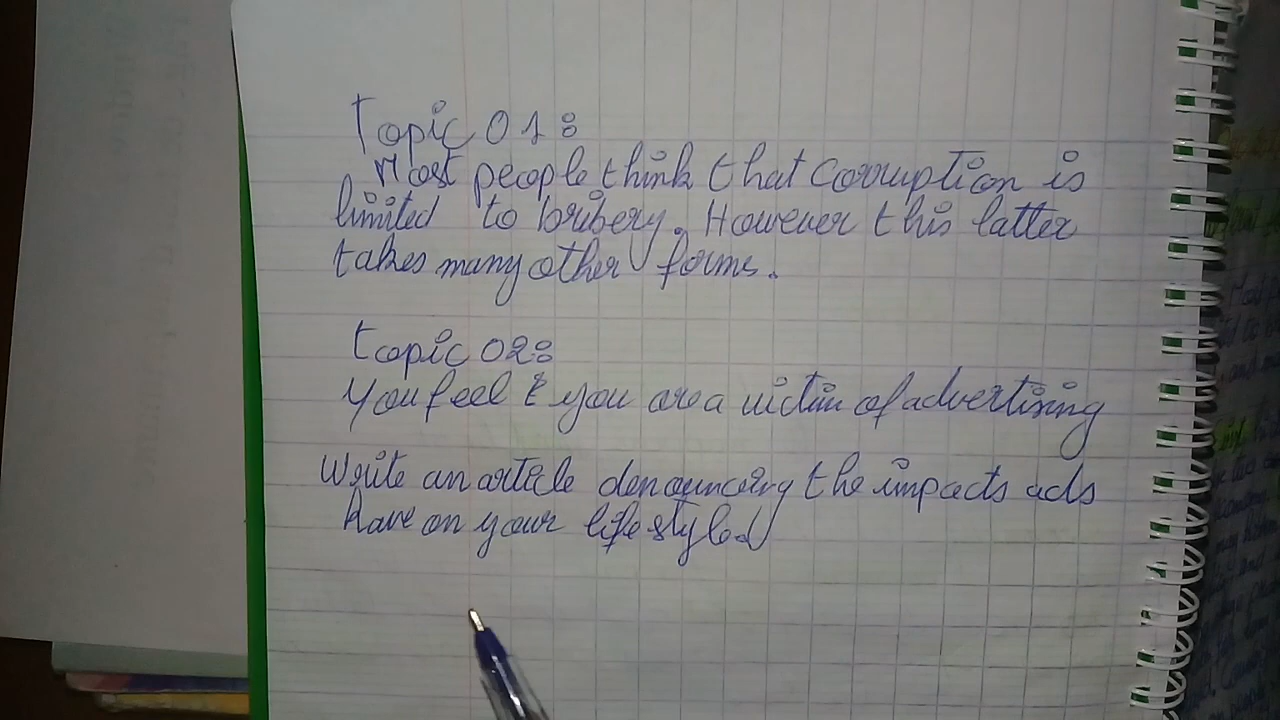 Topic 01:
Most people think that corruption is
limited to bribery. However this latter
takes many other forms.
topic 02:
You feel you are a victim of advertising
Write an article denouncing the impacts ads
have on your lifestyle.